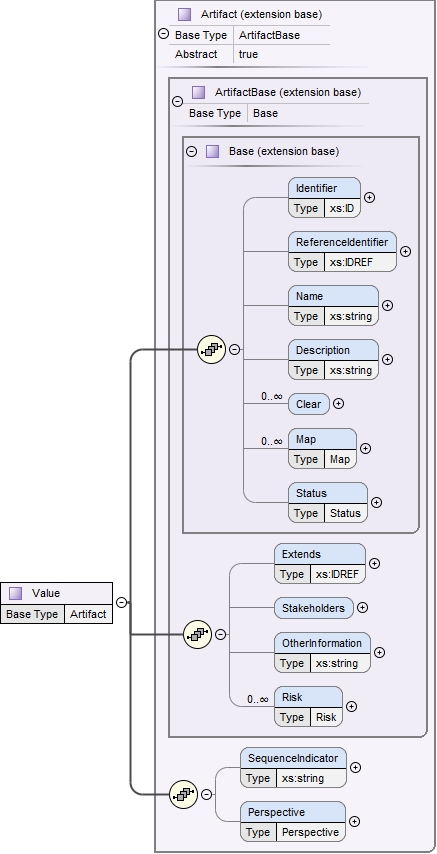 Artifact (extension base)
Base Type Artifact​Base
Abstract true
ArtifactBase (extension base)
Base Type Base
Base (extension base)
Identifier
Type xs:ID
ReferenceIdentifier
Type xs:IDREF
Name
Type xs:string
Description
Type xs:string
0..∞
Clear
0..∞
Map
Type Map
Status
Type Status
Extends
Type xs:IDREF
Value
Base Type Artifact
Stakeholders
OtherInformation
Type xs:string
0..∞
Risk
Type Risk
SequenceIndicator
Type xs:string
Perspective
Type Perspective